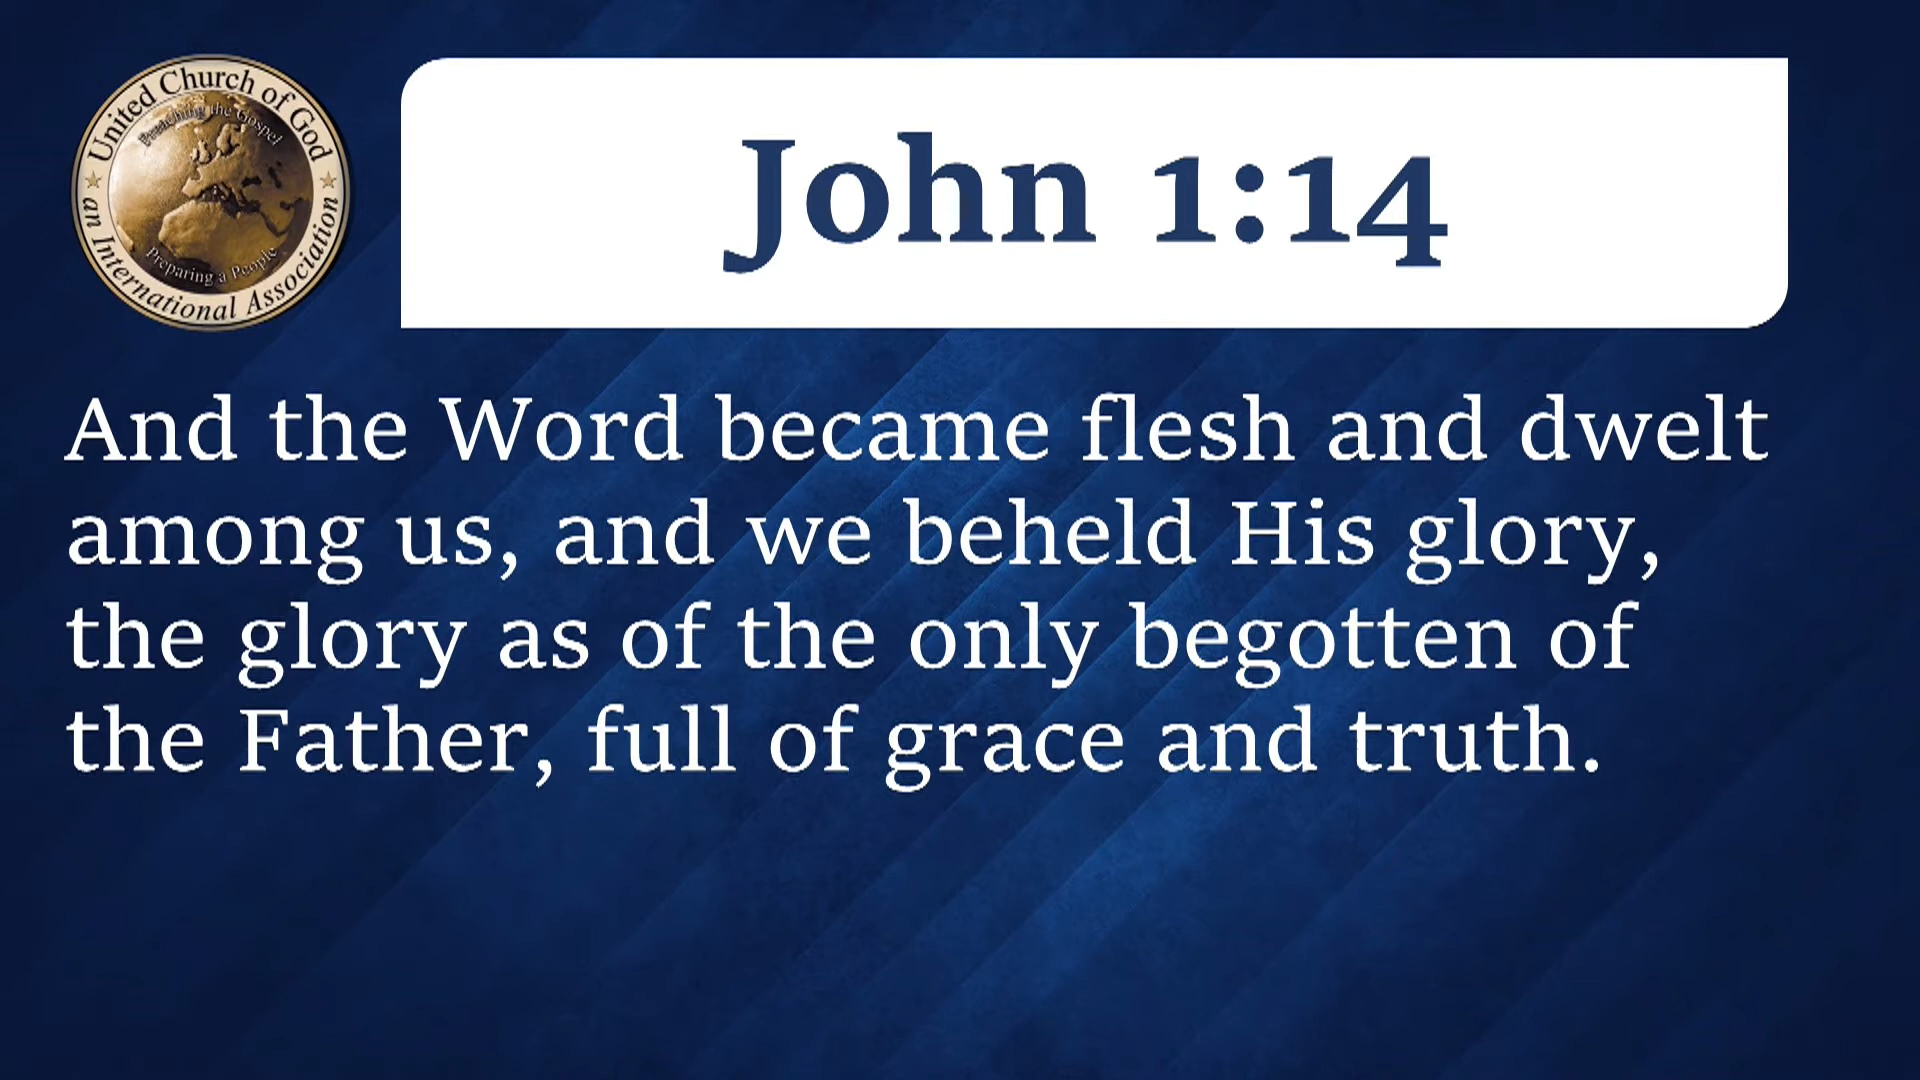 United Church of God
Preaching the Gospel
Preparing a People
an International Association
John 1:14
And the Word became flesh and dwelt
among us, and we beheld His glory,
the glory as of the only begotten of
the Father, full of grace and truth.